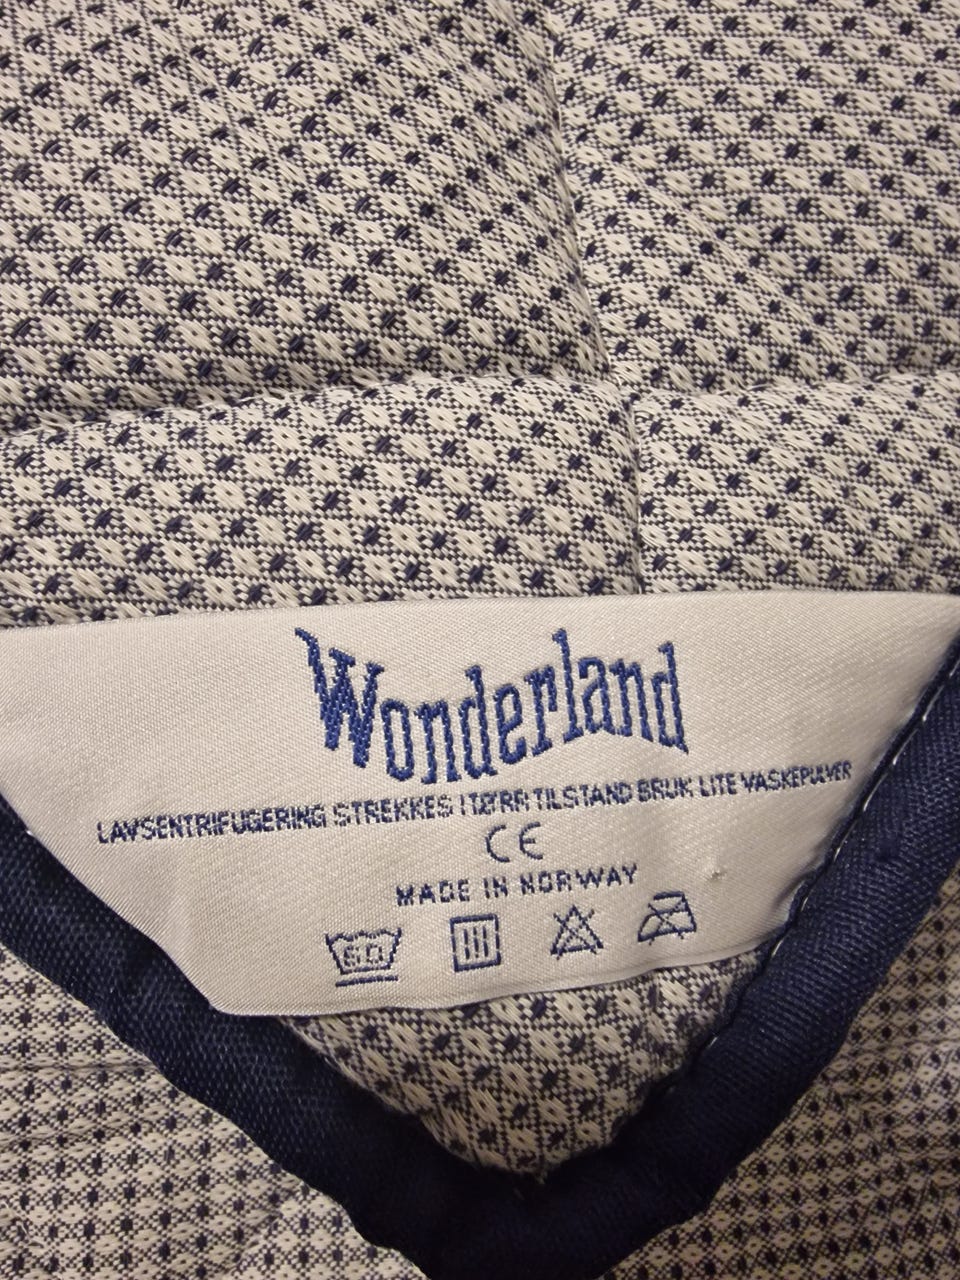 Wonderland
LAVSENTRIFUGERING STREKKES I TØRR TILSTAND BRUK LITE VASKEPULVER
CE
MADE IN NORWAY
60